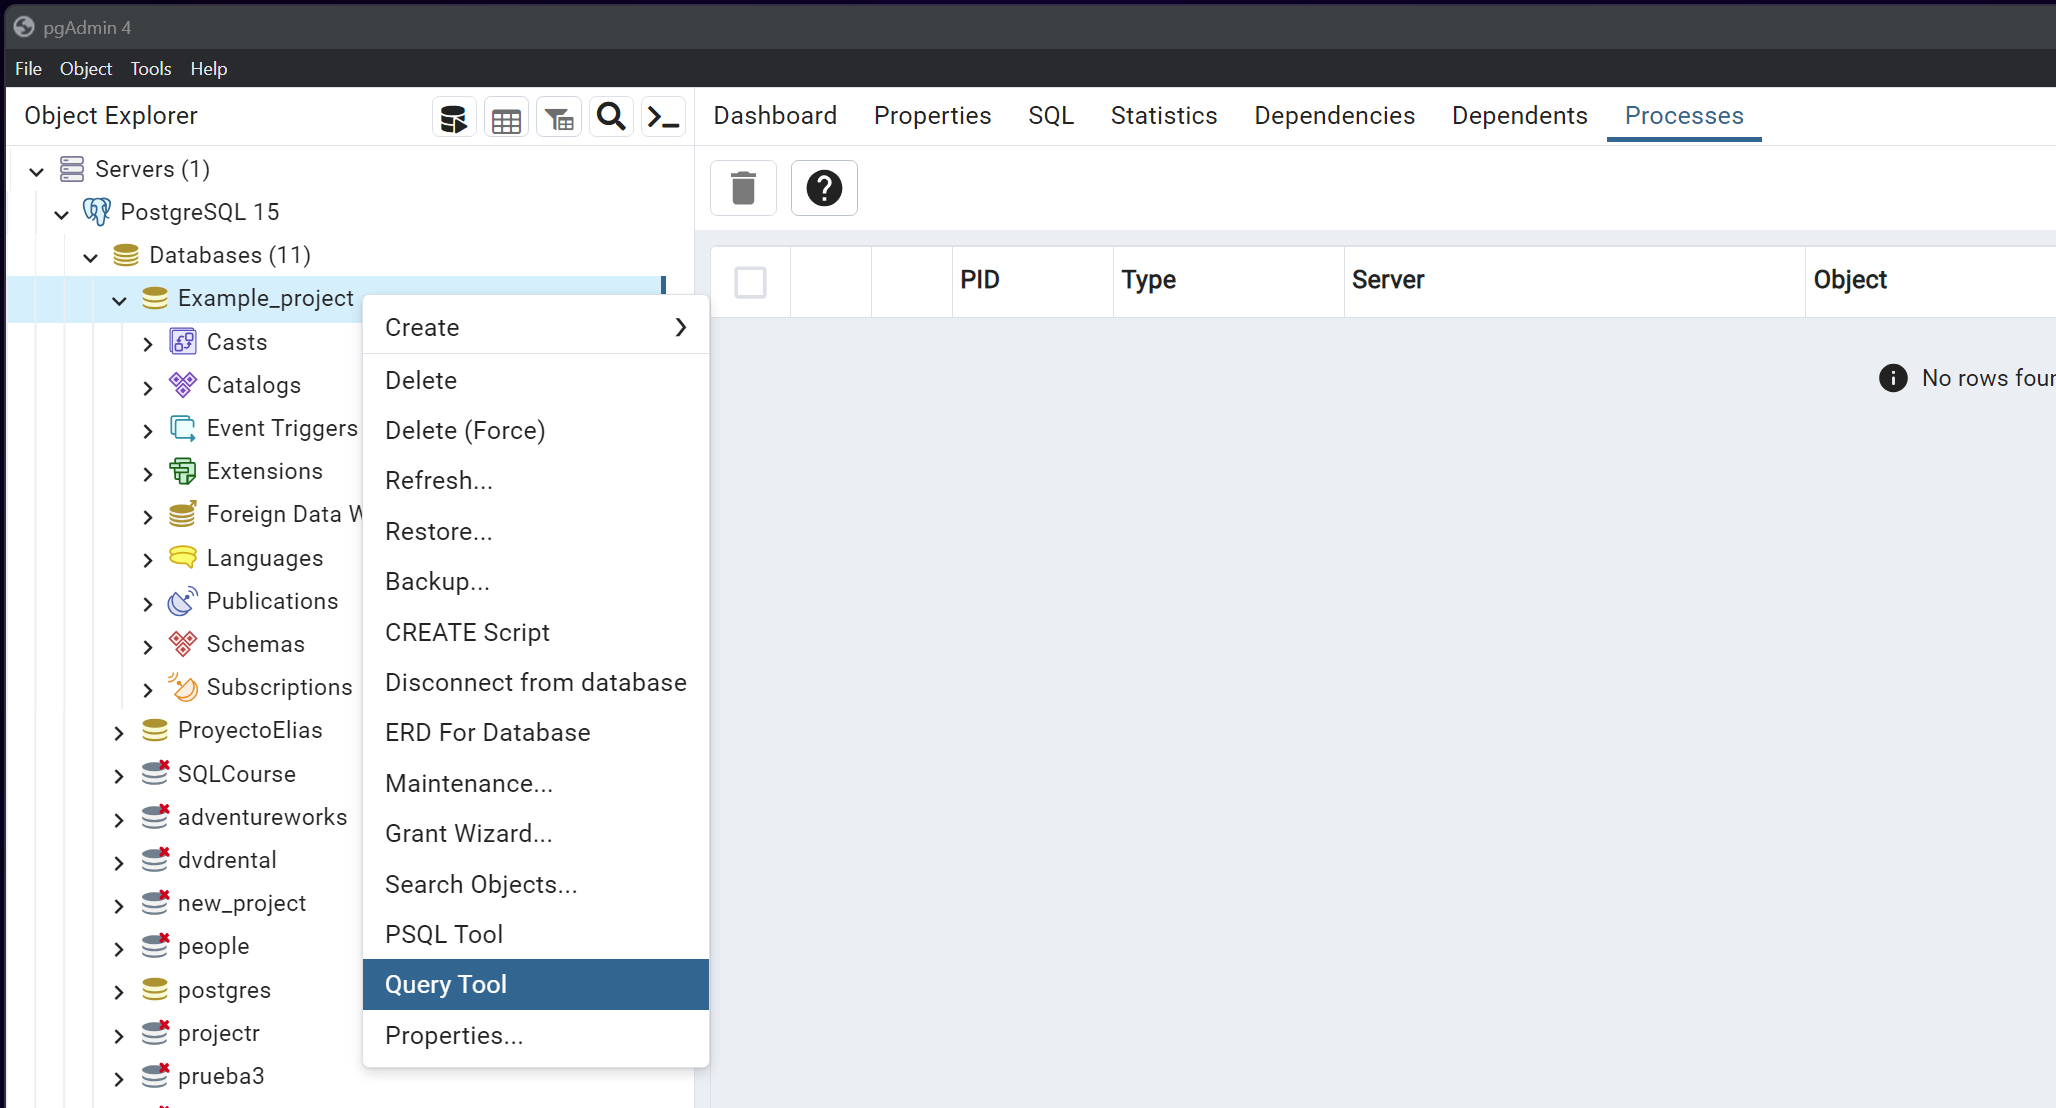 pgAdmin 4
File Object Tools Help
Object Explorer
Dashboard Properties SQL Statistics Dependencies Dependents Processes
Servers (1)
PostgreSQL 15
Databases (11)
Example_project
Casts
Catalogs
Event Triggers
Extensions
Foreign Data
Languages
Publications
Schemas
Subscriptions
ProyectoElias
SQLCourse
adventureworks
dvdrental
new_project
people
postgres
projectr
prueba3
Create
Delete
Delete (Force)
Refresh...
Restore...
Backup...
CREATE Script
Disconnect from database
ERD For Database
Maintenance...
Grant Wizard...
Search Objects...
PSQL Tool
Query Tool
Properties...
PID Type Server Object
No rows